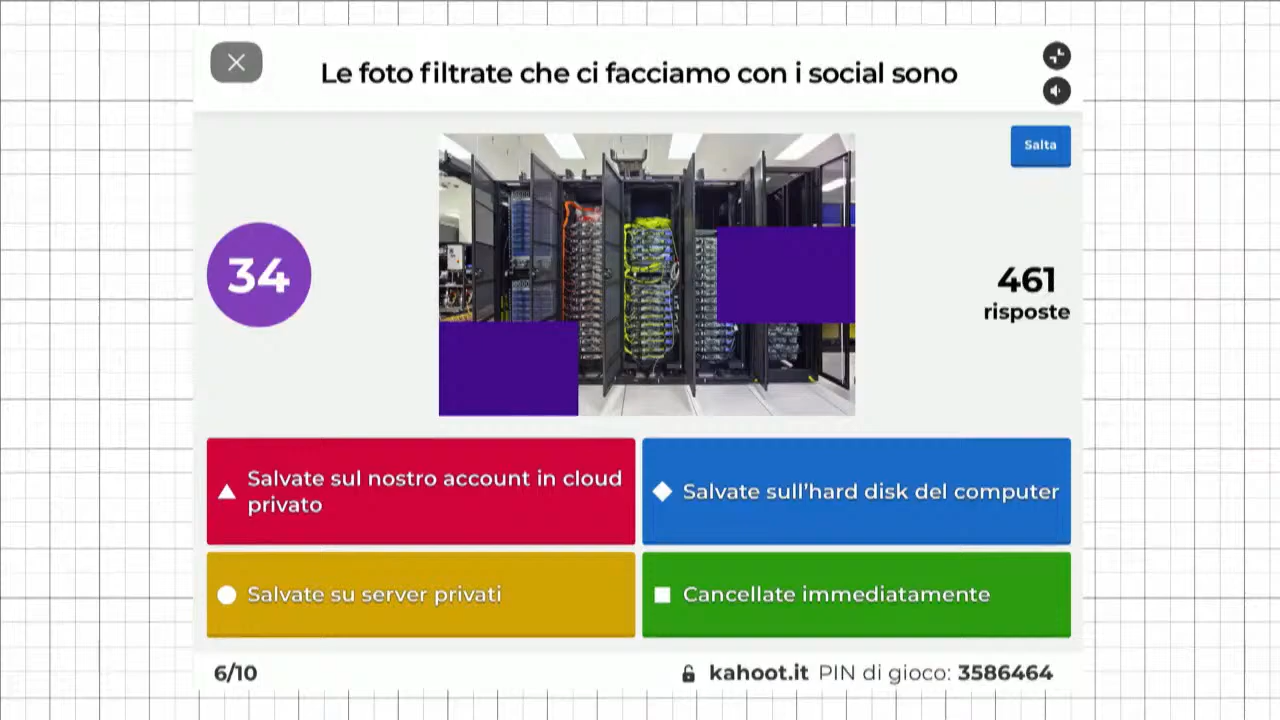 Le foto filtrate che ci facciamo con i social sono
Salta
34
461
risposte
Salvate sul nostro account in cloud
privato
Salvate sull'hard disk del computer
Salvate su server privati
Cancellate immediatamente
6/10
kahoot.it PIN di gioco: 3586464